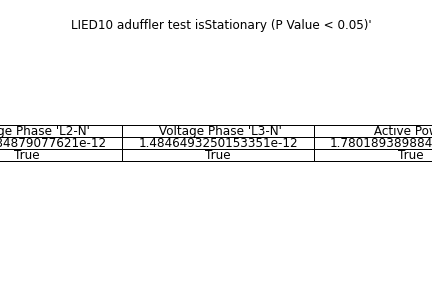 LIED10 aduffler test isStationary (P Value < 0.05)'
ge Phase 'L2-N' Voltage Phase 'L3-N' Active Pow
34879077621e-12 1.4846493250153351e-12 1.780189389884
True True True